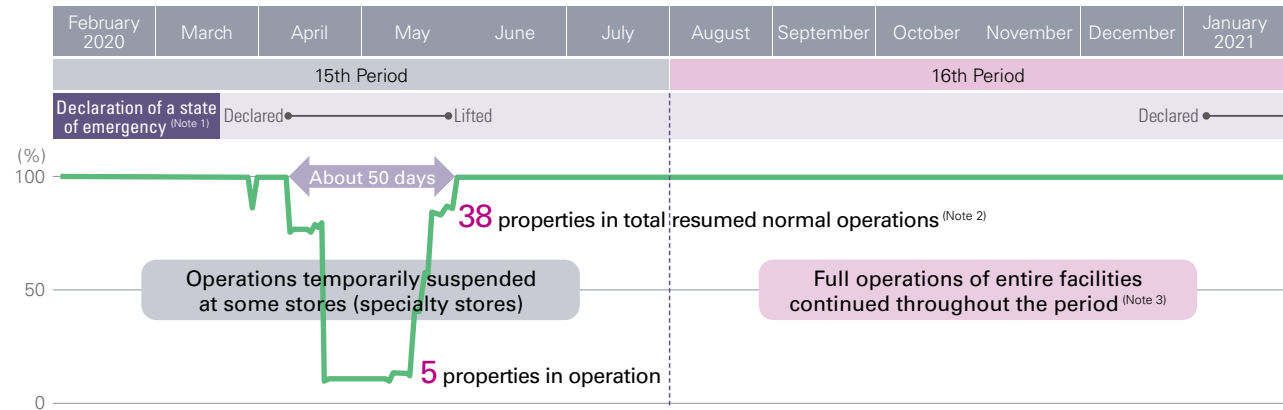 February 2020
March
April
May
June
July
August
September
October
November
December
January 2021
15th Period
16th Period
Declaration of a state
of emergency (Note 1)
Declared
Lifted
Declared
(%)
100
About 50 days
38 properties in total resumed normal operations (Note 2)
Operations temporarily suspended
at some stores (specialty stores)
Full operations of entire facilities
continued throughout the period (Note 3)
50
5 properties in operation
0